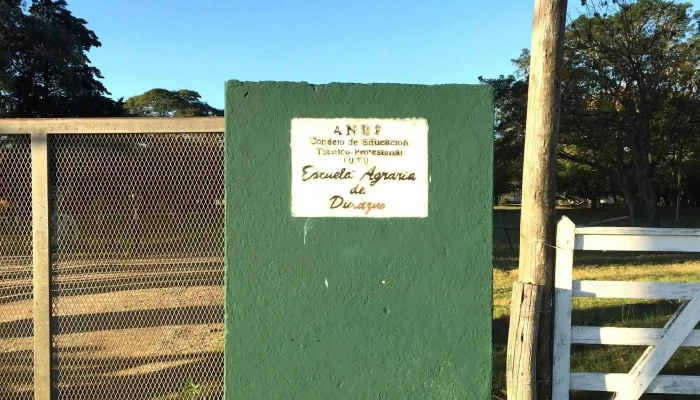 ANEP
Consejo de Educación
Técnico-Profesional
(U.T.U)
Escuela Agraria
de
Durazno